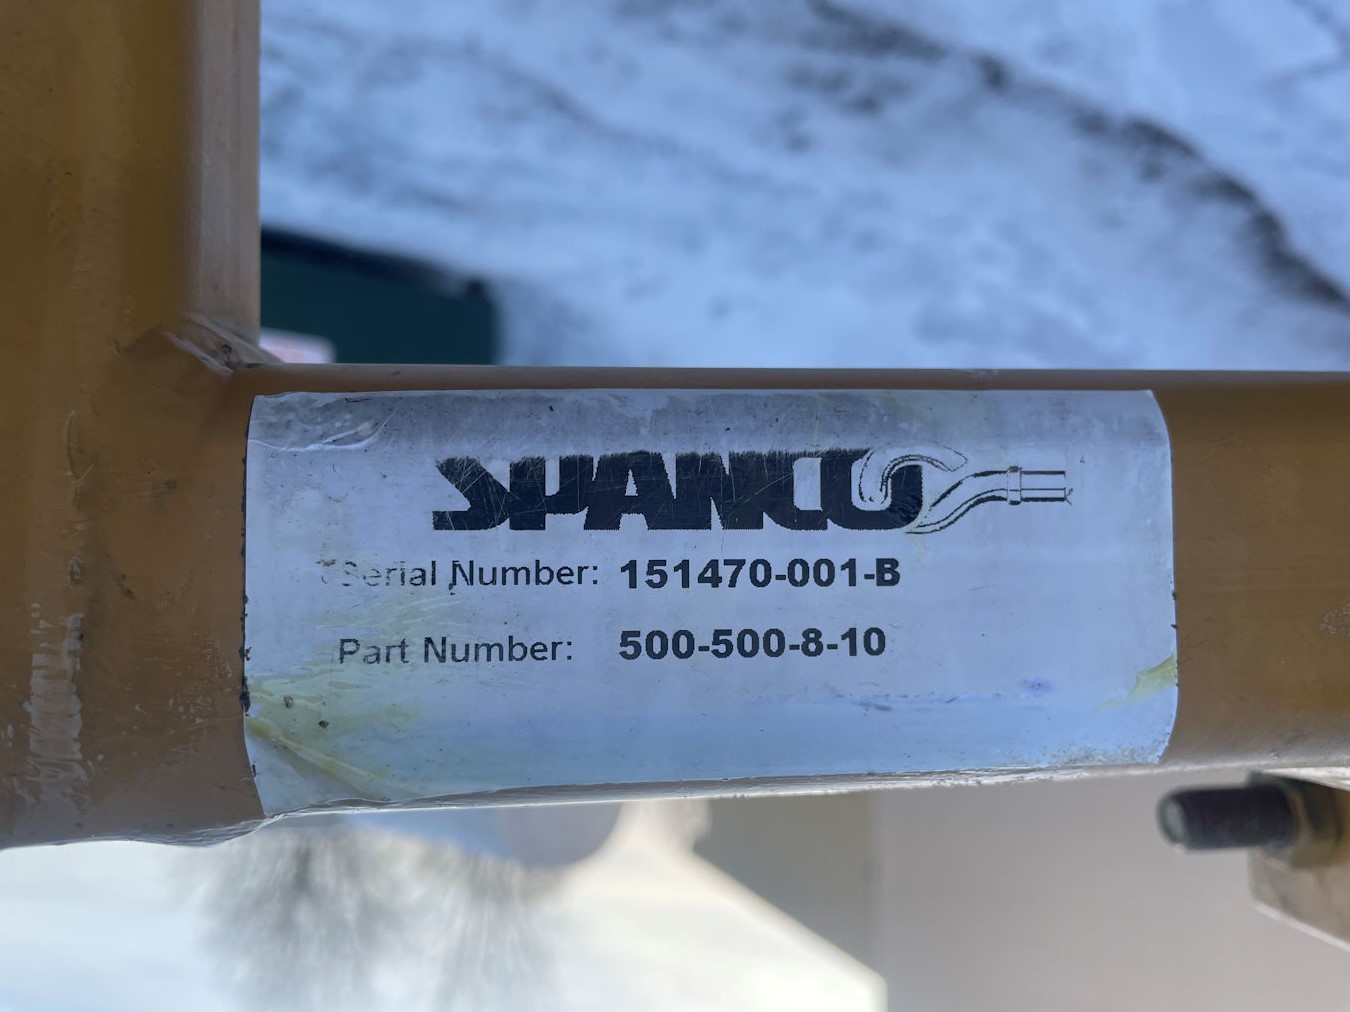 SPANCO
Serial Number: 151470-001-B
Part Number: 500-500-8-10